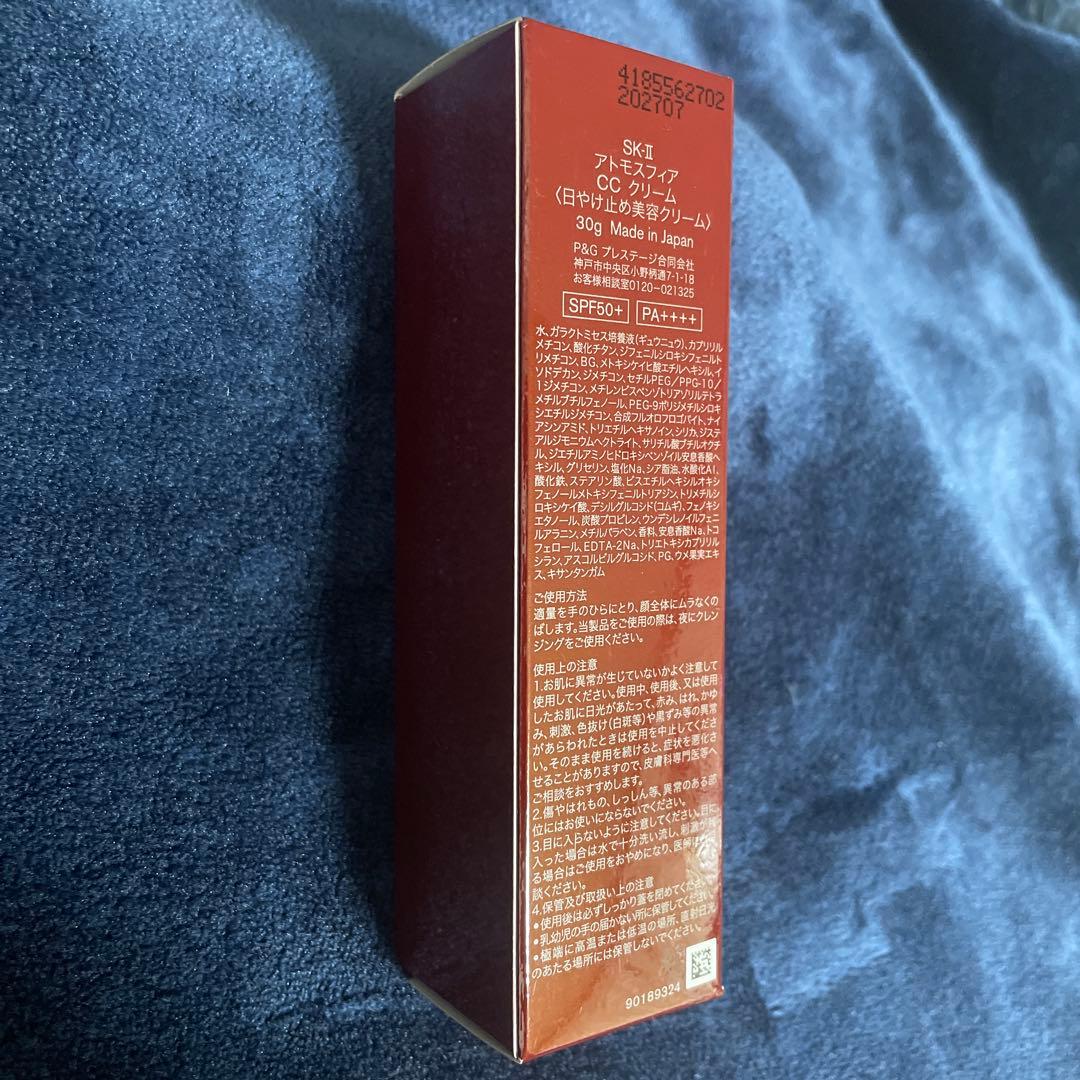 4185562702
202707
SK-II
アトモスフィア
CC クリーム
〈日やけ止め美容クリーム〉
30g Made in Japan
P&G プレステージ合同会社
神戸市中央区小野柄通7-1-18
お客様相談室0120-021325
SPF50+ PA++++
水、ガラクトミセス培養液(ギュウニュウ)、カプリリル
メチコン、酸化チタン、ジフェニルシロキシフェニルト
リメチコン、BG、メトキシケイヒ酸エチルヘキシル、イ
ソドデカン、ジメチコン、セチルPEG/PPG-10/
1ジメチコン、メチレンビスベンゾトリアゾリルテトラ
メチルブチルフェノール、PEG-9ポリジメチルシロキ
シエチルジメチコン、合成フルオロフロゴパイト、ナイ
アシンアミド、トリエチルヘキサノイン、シリカ、ジステ
アルジモニウムヘクトライト、サリチル酸ブチルオクチ
ル、ジエチルアミノヒドロキシベンゾイル安息香酸ヘ
キシル、グリセリン、塩化Na、シア脂油、水酸化Al、
酸化鉄、ステアリン酸、ビスエチルヘキシルオキシ
フェノールメトキシフェニルトリアジン、トリメチルシ
ロキシケイ酸、デシルグルコシド(コムギ)、フェノキシ
エタノール、炭酸プロピレン、ウンデシレノイルフェニ
ルアラニン、メチルパラベン、香料、安息香酸Na、トコ
フェロール、EDTA-2Na、トリエトキシカプリリル
シラン、アスコルビルグルコシド、PG、ウメ果実エキ
ス、キサンタンガム
ご使用方法
適量を手のひらにとり、顔全体にムラなくの
ばします。当製品をご使用の際は、夜にクレン
ジングをご使用ください。
使用上の注意
1.お肌に異常が生じていないかよく注意して
使用してください。使用中、使用後、又は使用
したお肌に日光があたって、赤み、はれ、かゆ
み、刺激、色抜け(白斑等)や黒ずみ等の異常
があらわれたときは使用を中止してくださ
い。そのまま使用を続けると、症状を悪化さ
せることがありますので、皮膚科専門医等へ
ご相談をおすすめします。
2.傷やはれもの、しっしん等、異常のある部
位にはお使いにならないでください。
3.目に入らないように注意してください。目に
入った場合は水で十分洗い流し、刺激が残
る場合はご使用をおやめになり、医師に
談ください。
4.保管及び取扱い上の注意
•使用後は必ずしっかり蓋を閉めてください。
•乳幼児の手の届かない所に保管してください。
•極端に高温または低温の場所、直射日光
のあたる場所には保管しないでください。
90189324